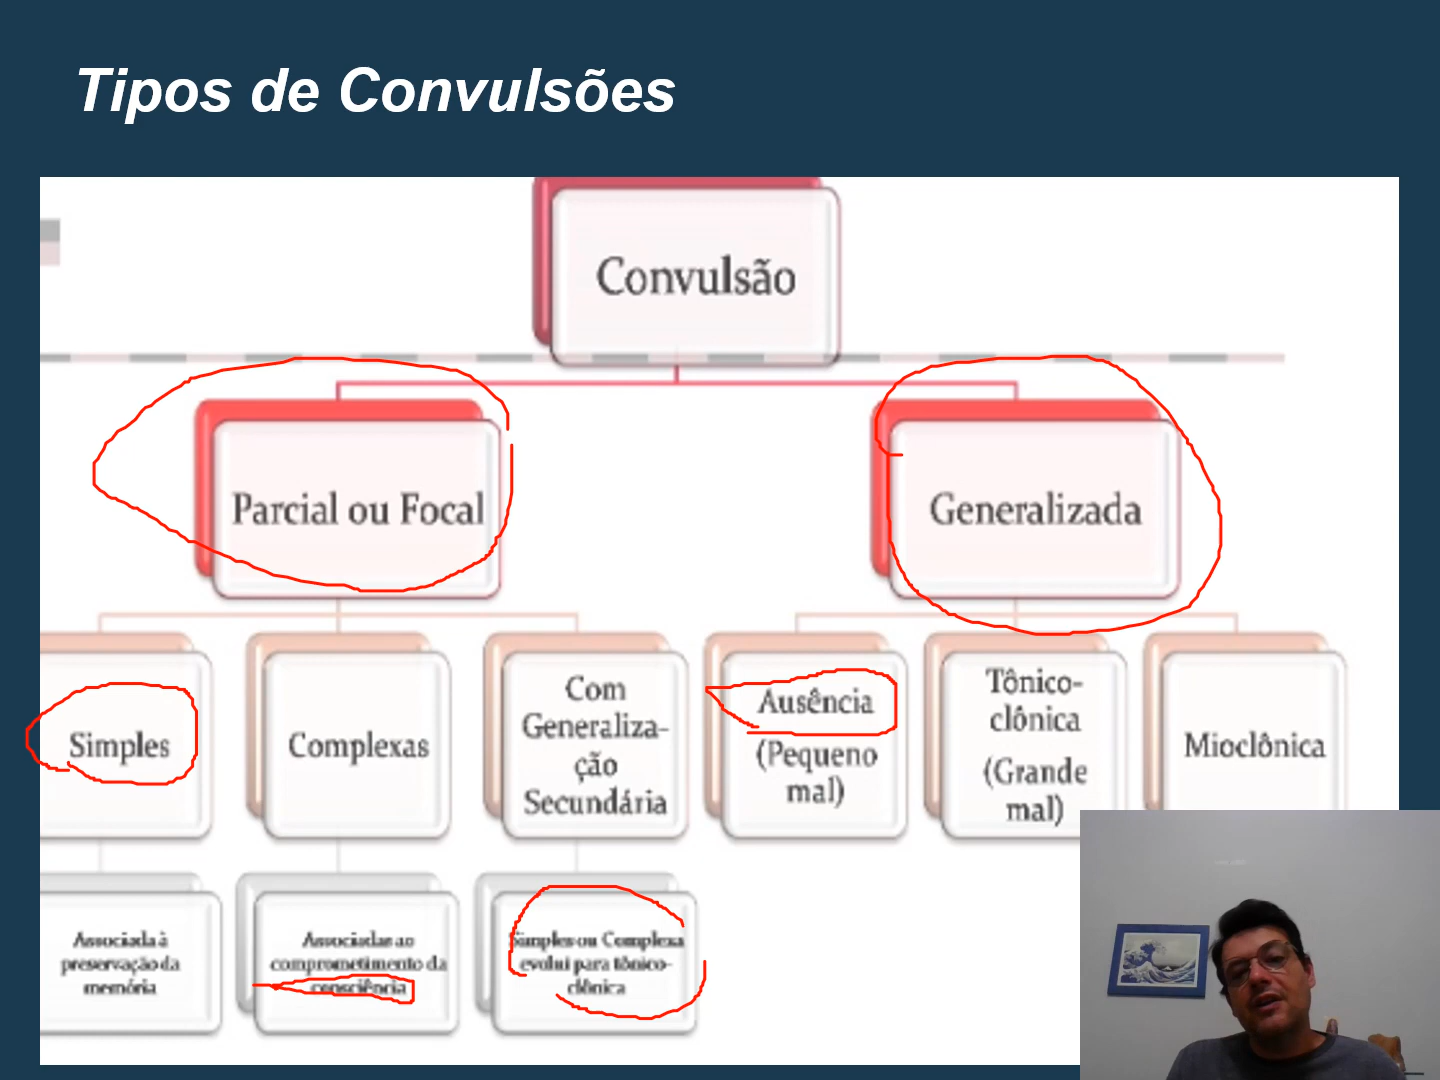 Tipos de Convulsões
Convulsão
Parcial ou Focal
Generalizada
Simples
Complexas
Com
Generaliza-
ção
Secundária
Ausência
(Pequeno
mal)
Tônico-
clônica
(Grande
mal)
Mioclônica
Associada à
preservação da
memória
Associadas ao
comprometimento da
consciência
Simples ou Complexa
evolui para tônico-
clônica